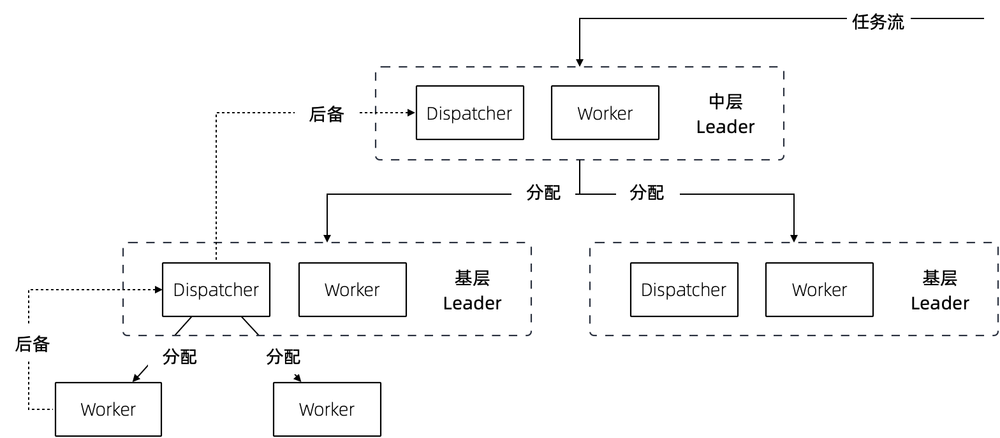 任务流
Dispatcher
Worker
中层
Leader
后备
分配
分配
Dispatcher
Worker
基层
Leader
Dispatcher
Worker
基层
Leader
后备
分配
分配
Worker
Worker